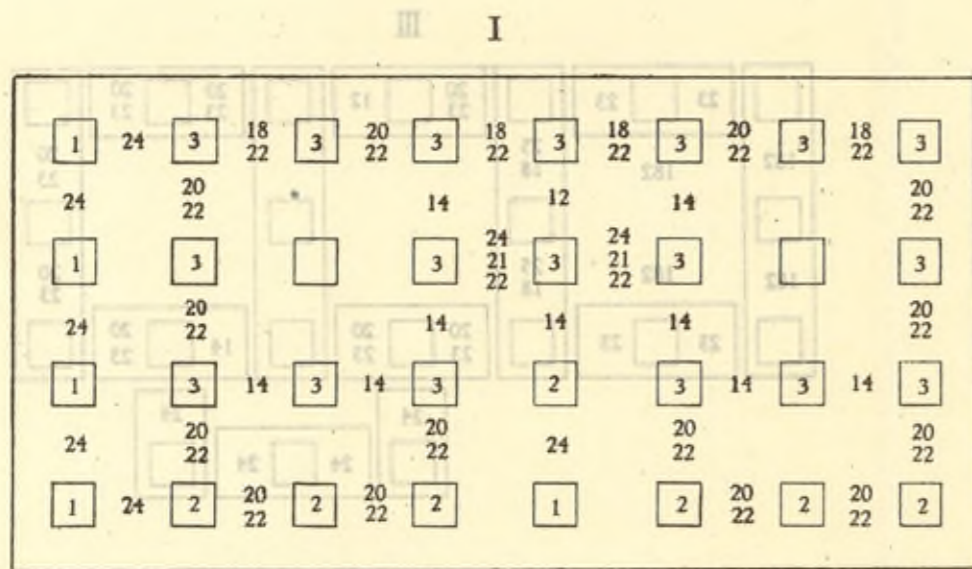 I
18 20 18 18 20 18
1 24 3 22 3 22 3 22 3 22 3 22 3 22 3
20 20
24 22 14 12 14 22
24 24
1 3 3 21 3 21 3 3
22 22
20 20
24 22 14 14 14 22
1 3 14 3 14 3 2 3 14 3 14 3
20 20 20 20
24 22 22 24 22 22
20 20 20 20
1 24 2 22 2 22 2 1 2 22 2 22 2